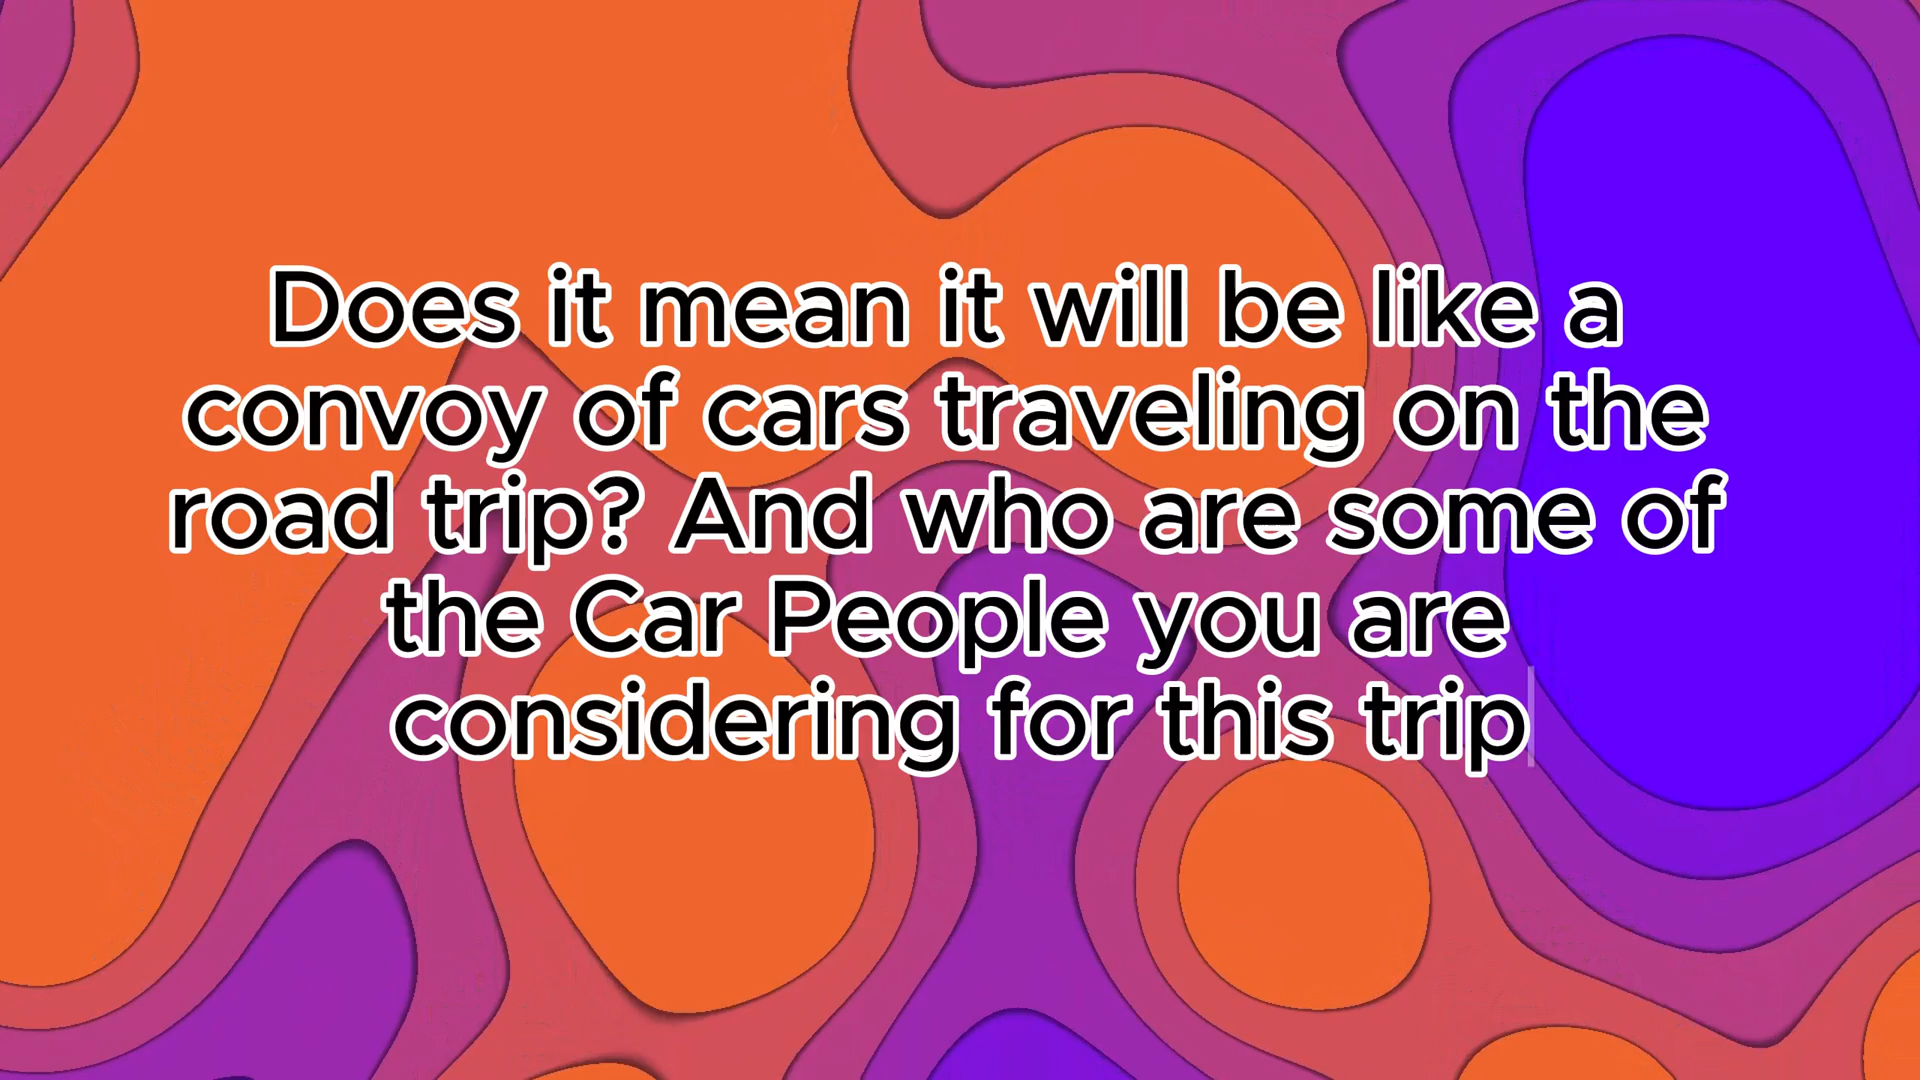 Does it mean it will be like a
convoy of cars traveling on the
road trip? And who are some of
the Car People you are
considering for this trip